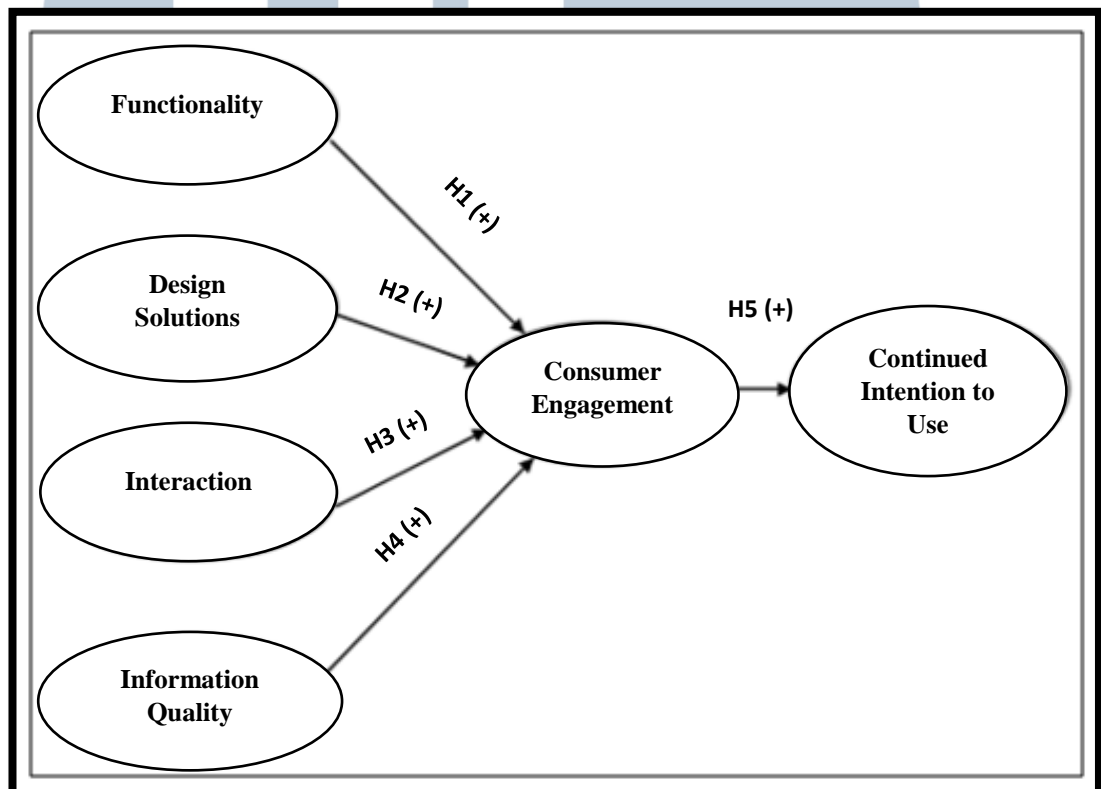 Functionality
H1 (+)
Design
Solutions
H2 (+)
H5 (+)
Consumer
Engagement
Continued
Intention to
Use
H3 (+)
Interaction
H4 (+)
Information
Quality